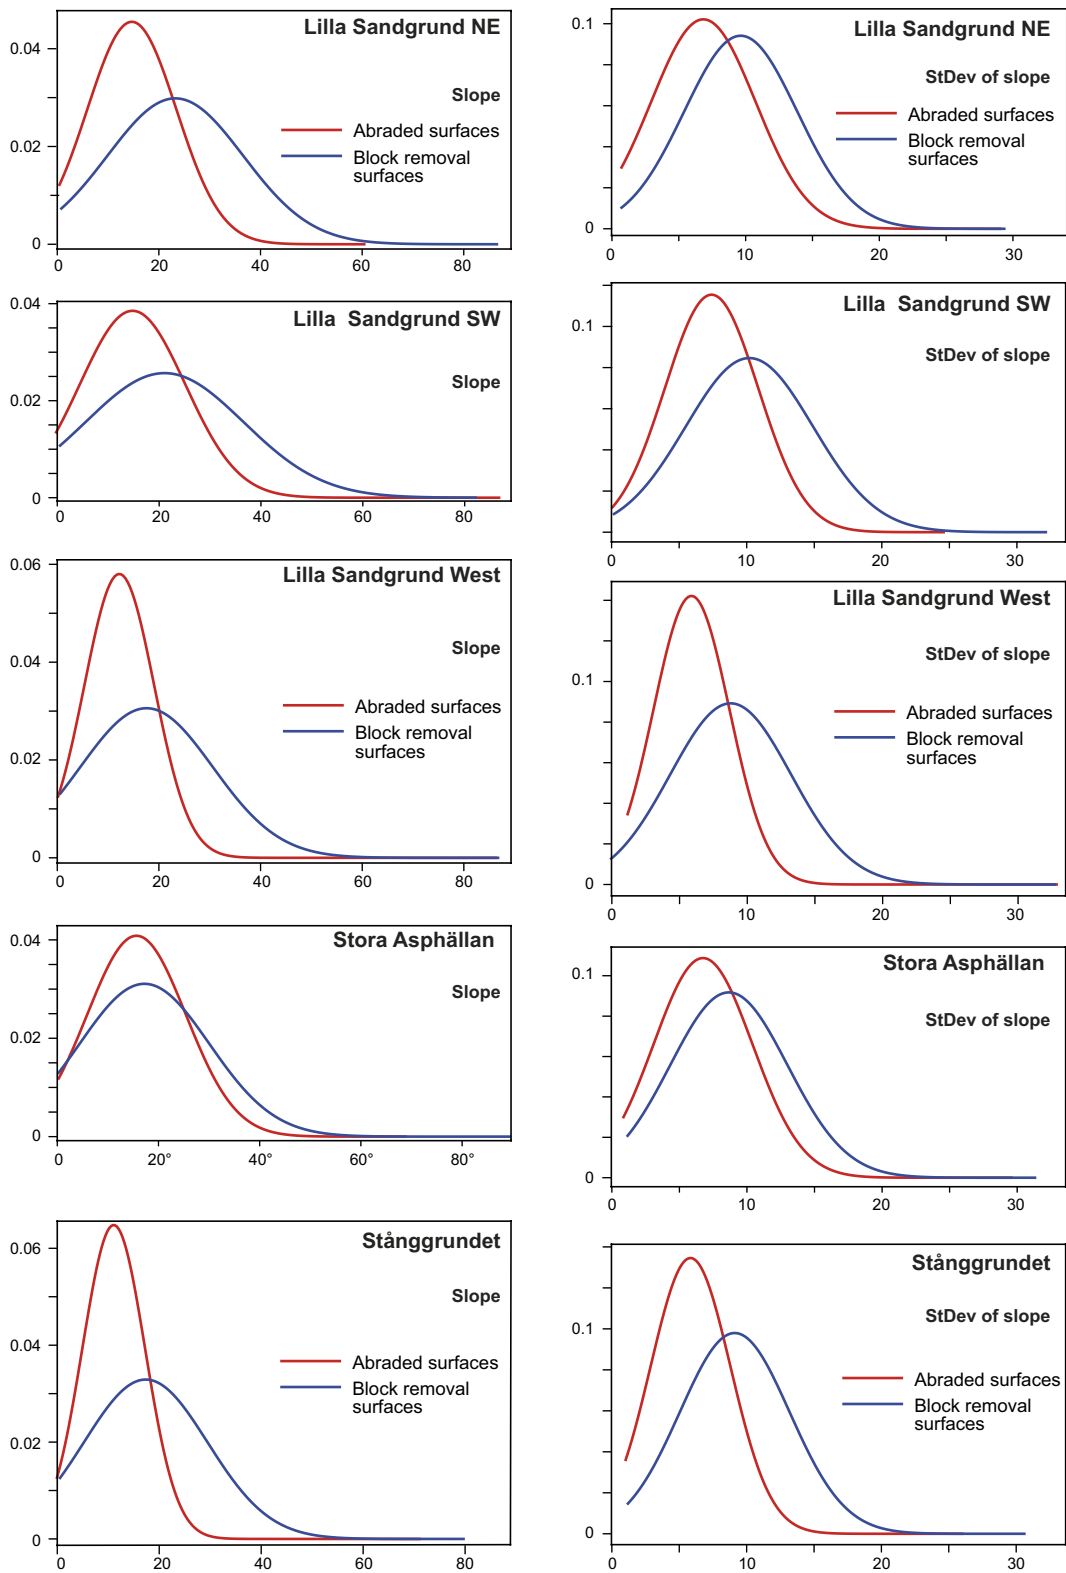 Lilla Sandgrund NE
Slope
Abraded surfaces
Block removal
surfaces
0.04
0.02
0
0
20
40
60
80
Lilla Sandgrund NE
StDev of slope
Abraded surfaces
Block removal
surfaces
0.1
0
0
10
20
30
Lilla Sandgrund SW
Slope
0.04
0.02
0
0
20
40
60
80
Lilla Sandgrund SW
StDev of slope
0.1
0
10
20
30
Lilla Sandgrund West
Slope
Abraded surfaces
Block removal
surfaces
0.06
0.04
0.02
0
0
20
40
60
80
Lilla Sandgrund West
StDev of slope
Abraded surfaces
Block removal
surfaces
0.1
0
0
10
20
30
Stora Asphällan
Slope
0.04
0.02
0
0
20°
40°
60°
80°
Stora Asphällan
StDev of slope
0.1
0
0
10
20
30
Stånggrundet
Slope
Abraded surfaces
Block removal
surfaces
0.06
0.04
0.02
0
0
20
40
60
80
Stånggrundet
StDev of slope
Abraded surfaces
Block removal
surfaces
0.1
0
0
10
20
30